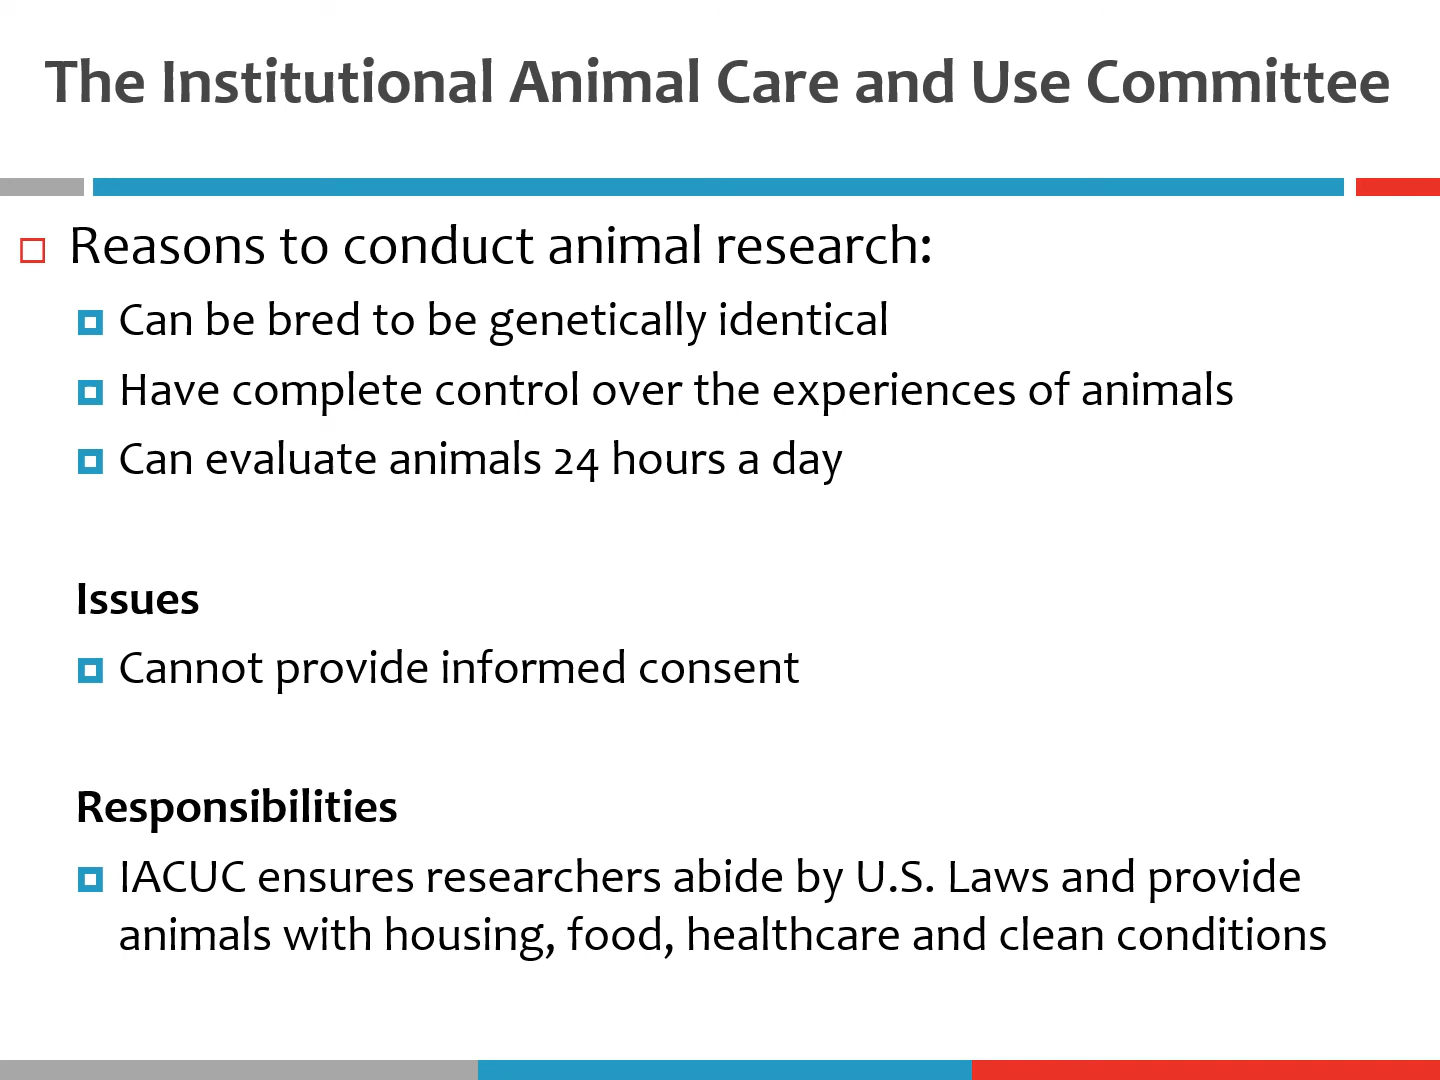 The Institutional Animal Care and Use Committee
Reasons to conduct animal research:
Can be bred to be genetically identical
Have complete control over the experiences of animals
Can evaluate animals 24 hours a day
Issues
Cannot provide informed consent
Responsibilities
IACUC ensures researchers abide by U.S. Laws and provide
animals with housing, food, healthcare and clean conditions